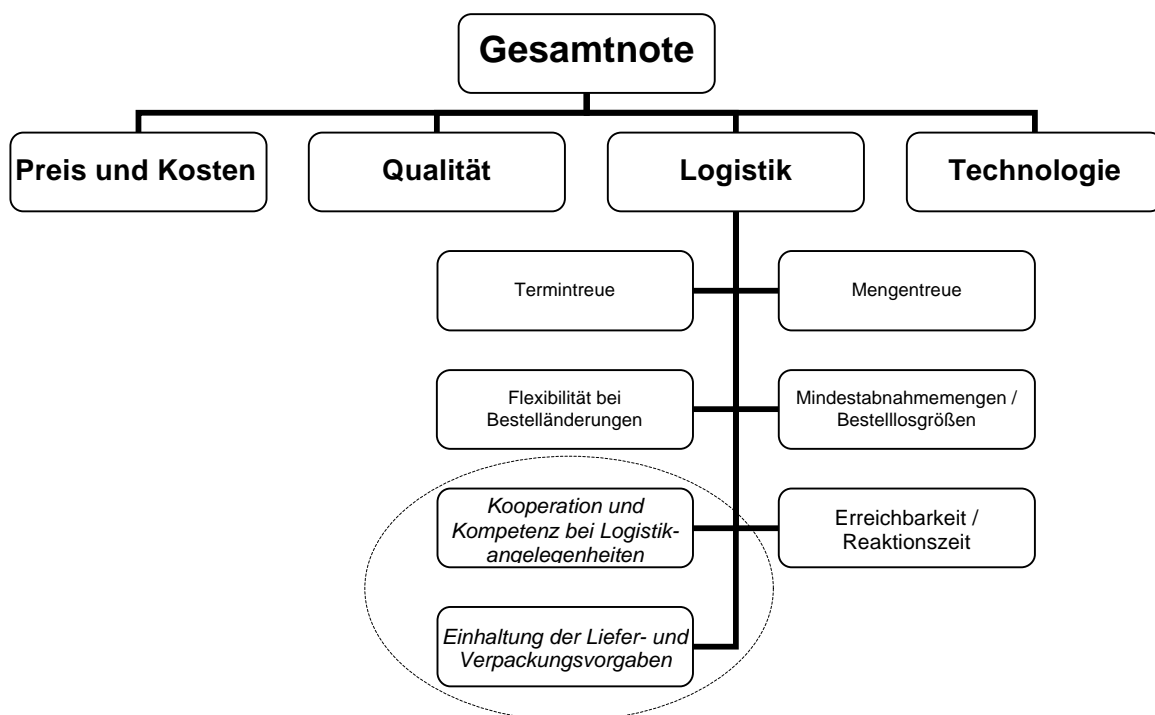 Gesamtnote
Preis und Kosten
Qualität
Logistik
Technologie
Termintreue
Mengentreue
Flexibilität bei
Bestelländerungen
Mindestabnahmemengen /
Bestelllosgrößen
Kooperation und
Kompetenz bei Logistik-
angelegenheiten
Erreichbarkeit /
Reaktionszeit
Einhaltung der Liefer- und
Verpackungsvorgaben